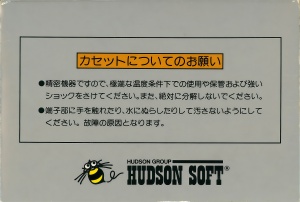 カセットについてのお願い
●精密機器ですので、極端な温度条件下での使用や保管および強い
ショックをさけてください。また、絶対に分解しないでください。
●端子部に手を触れたり、水にぬらしたりして汚さないようにして
ください。故障の原因となります。
HUDSON GROUP
HUDSON SOFT®